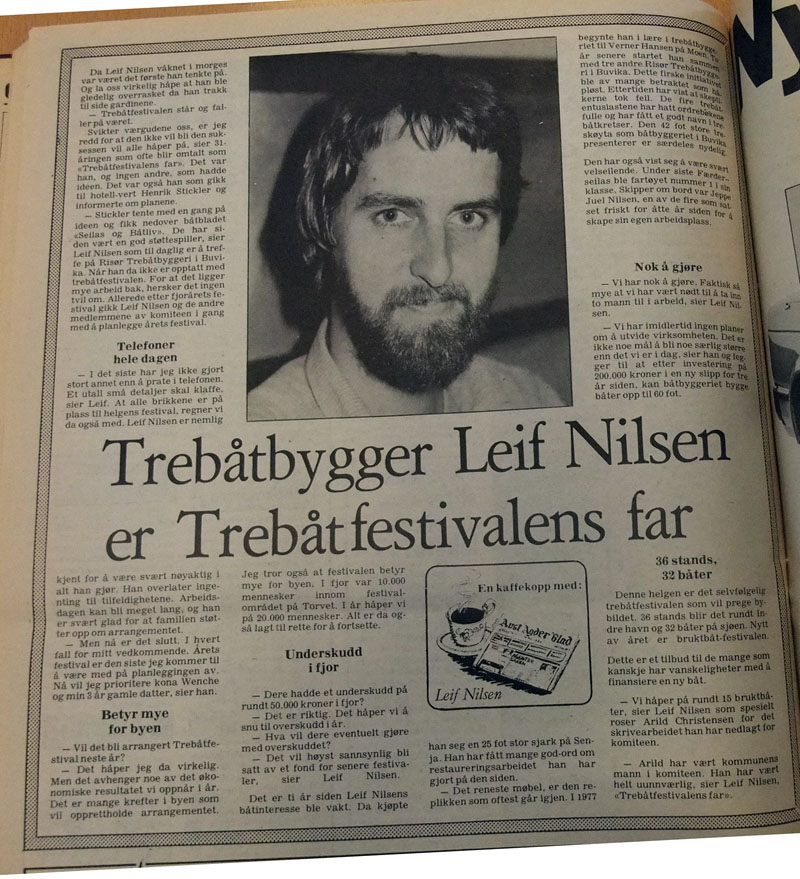 Da Leif Nilsen våknet i morges
var været det første han tenkte på.
Og la oss virkelig håpe at han ble
gledelig overrasket da han trakk
til side gardinene.
— Trebåtfestivalen står og fal-
ler på været.
Svikter værgudene oss, er jeg
redd for at den ikke vil bli den suk-
sessen vil alle håper på, sier 31-
åringen som ofte blir omtalt som
«Trebåtfestivalens far». Det var
han, og ingen andre, som hadde
ideen. Det var også han som gikk
til hotell-vert Henrik Stickler og
informerte om planene.
— Stickler tente med en gang på
ideen og fikk nedover båtbladet
«Seilas og Båtliv». De har si-
den vært en god støttespiller, sier
Leif Nilsen som til daglig er å tref-
fe på Risør Trebåtbyggeri i Buvi-
ka. Når han da ikke er opptatt med
trebåtfestivalen. For at det ligger
mye arbeid bak, hersker det ingen
tvil om. Allerede etter fjorårets fe-
stival gikk Leif Nilsen og de andre
medlemmene av komiteen i gang
med å planlegge årets festival.
Telefoner
hele dagen
— I det siste har jeg ikke gjort
stort annet enn å prate i telefonen.
Et utall små detaljer skal klaffe,
sier Leif. At alle brikkene er på
plass til helgens festival, regner vi
da også med. Leif Nilsen er nemlig
begynte han i lære i trebåtbygge-
riet til Verner Hansen på Moen. To
år senere startet han sammen
med tre andre Risør Trebåtbygge-
ri i Buvika. Dette firske initiativet
ble av mange betraktet som hå-
pløst. Ettertiden har vist at skepti-
kerne tok feil. De fire trebåt-
entusiastene har hatt ordrebøkene
fulle og har fått et godt navn i tre-
båtkretser. Den 42 fot store tre-
skøyta som båtbyggeriet i Buvika
presenterer er særdeles nydelig.
Den har også vist seg å være svært
velseilende. Under siste Færder-
seilas ble fartøyet nummer 1 i sin
klasse. Skipper om bord var Jeppe
Juel Nilsen, en av de fire som sat-
set friskt for åtte år siden for å
skape sin egen arbeidsplass.
Nok å gjøre
— Vi har nok å gjøre. Faktisk så
mye at vi har vært nødt til å ta inn
to mann til i arbeid, sier Leif Nil-
sen.
— Vi har imidlertid ingen planer
om å utvide virksomheten. Det er
ikke noe mål å bli noe særlig større
enn det vi er i dag, sier han og leg-
ger til at etter investering på
200.000 kroner i en ny slipp for tre
år siden, kan båtbyggeriet bygge
båter opp til 60 fot.
Trebåtbygger Leif Nilsen
er Trebåtfestivalens far
kjent for å være svært nøyaktig i
alt han gjør. Han overlater inge-
nting til tilfeldighetene. Arbeids-
dagen kan bli meget lang, og han
er svært glad for at familien støt-
ter opp om arrangementet.
— Men nå er det slutt. I hvert
fall for mitt vedkommende. Årets
festival er den siste jeg kommer til
å være med på planleggingen av.
Nå vil jeg prioritere kona Wenche
og min 3 år gamle datter, sier han.
Betyr mye
for byen
— Vil det bli arrangert Trebåtfe-
stival neste år?
— Det håper jeg da virkelig.
Men det avhenger noe av det øko-
nomiske resultatet vi oppnår i år.
Det er mange krefter i byen som
vil opprettholde arrangementet.
Jeg tror også at festivalen betyr
mye for byen. I fjor var 10.000
mennesker innom festival-
området på Torvet. I år håper vi
på 20.000 mennesker. Alt er da og-
så lagt til rette for å fortsette.
Underskudd
i fjor
— Dere hadde et underskudd på
rundt 50.000 kroner i fjor?
— Det er riktig. Det håper vi å
snu til overskudd i år.
— Hva vil dere eventuelt gjøre
med overskuddet?
— Det vil høyst sannsynlig bli
satt av et fond for senere festiva-
ler, sier Leif Nilsen.
Det er ti år siden Leif Nilsens
båtinteresse ble vakt. Da kjøpte
En kaffekopp med:
Aust Agder Blad
Leif Nilsen
han seg en 25 fot stor sjark på Sen-
ja. Han har fått mange god-ord om
restaureringsarbeidet han har
gjort på den siden.
— Det reneste møbel, er den re-
plikken som oftest går igjen. I 1977
36 stands,
32 båter
Denne helgen er det selvfølgelig
trebåtfestivalen som vil prege by-
bildet. 36 stands blir det rundt ind-
indre havn og 32 båter på sjøen. Nytt
av året er bruktbåt-festivalen.
Dette er et tilbud til de mange som
kanskje har vanskeligheter med å
finansiere en ny båt.
— Vi håper på rundt 15 bruktbå-
ter, sier Leif Nilsen som spesielt
roser Arild Christensen for det
skrivearbeidet han har nedlagt for
komiteen.
— Arild har vært kommunens
mann i komiteen. Han har vært
helt uunnværlig, sier Leif Nilsen,
«Trebåtfestivalens far».